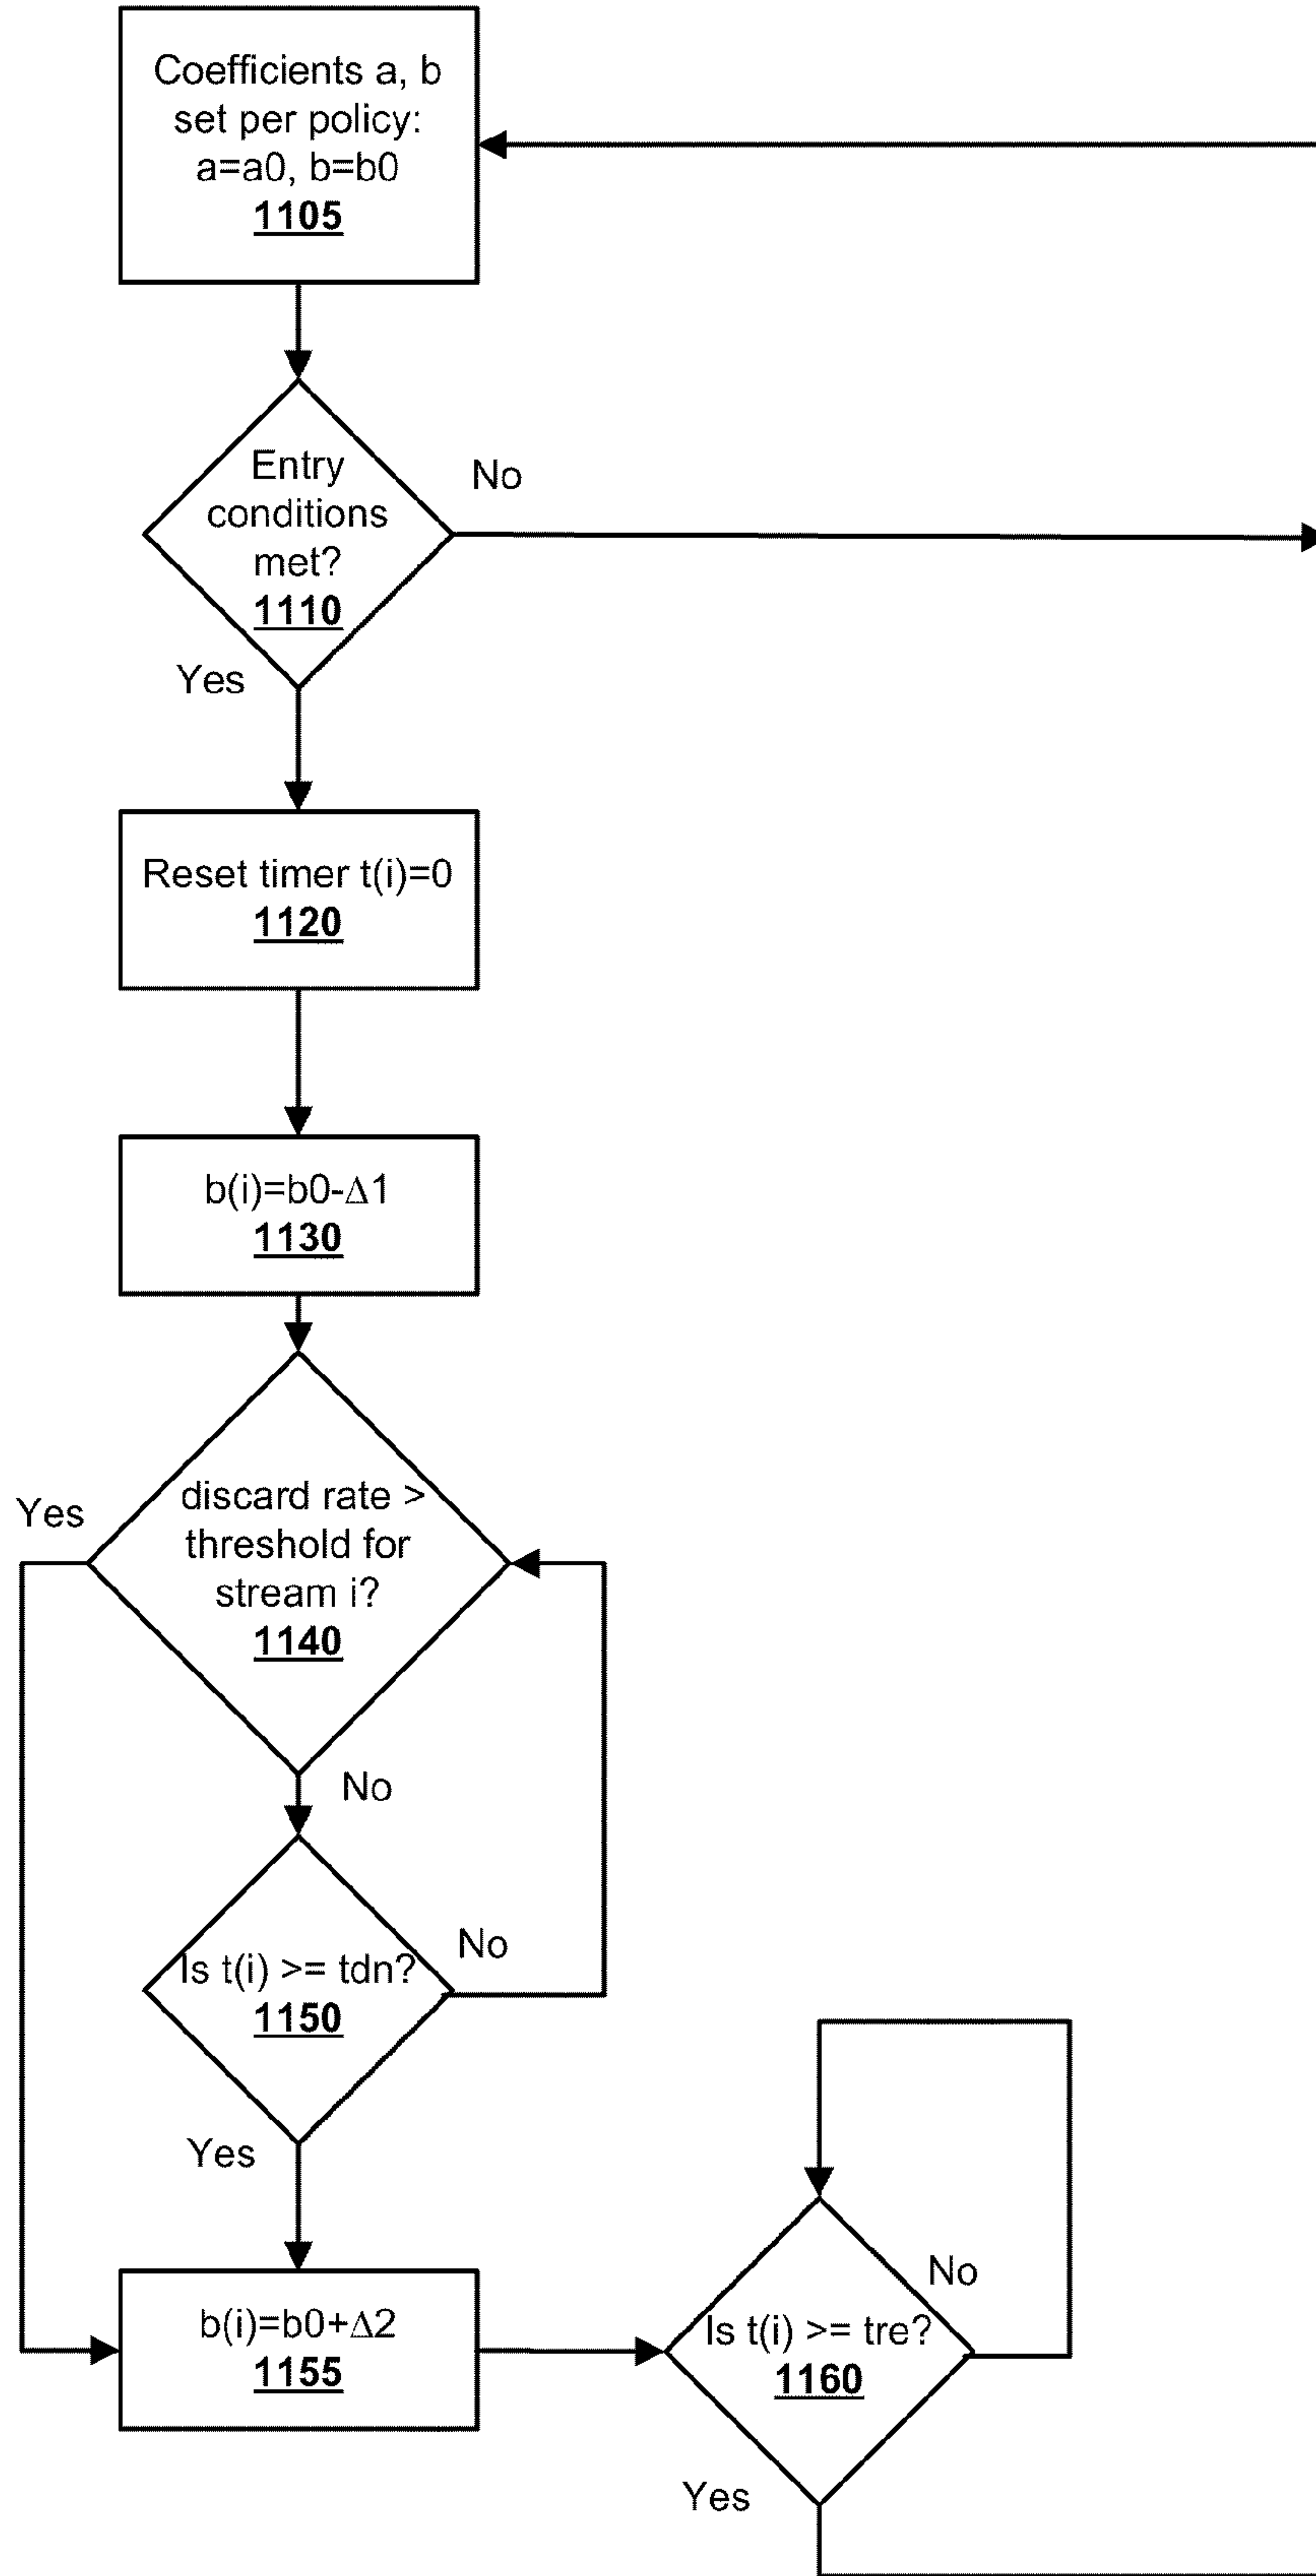 Coefficients a, b
set per policy:
a=a0, b=b0
1105
Entry
conditions
met?
1110
No
Yes
Reset timer t(i)=0
1120
b(i)=b0-Δ1
1130
discard rate >
threshold for
stream i?
1140
Yes
No
Is t(i) >= tdn?
1150
No
Yes
b(i)=b0+Δ2
1155
Is t(i) >= tre?
1160
No
Yes